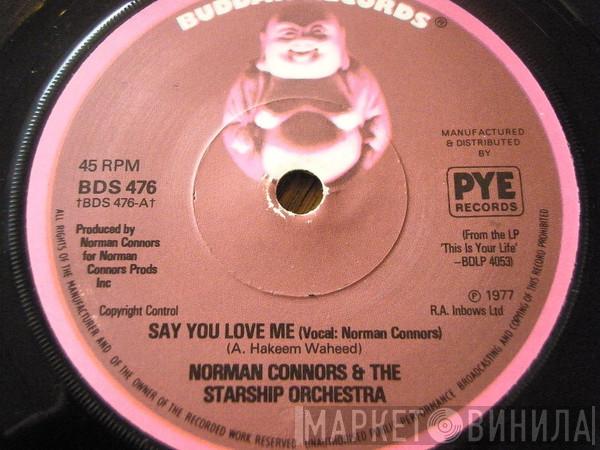 BUDDAH RECORDS
®
45 RPM
BDS 476
†BDS 476-A†
MANUFACTURED
& DISTRIBUTED
BY
PYE
RECORDS
Produced by
Norman Connors
for Norman
Connors Prods
Inc
(From the LP
'This Is Your Life'
–BDLP 4053)
℗ 1977
R.A. Inbows Ltd
Copyright Control
SAY YOU LOVE ME (Vocal: Norman Connors)
(A. Hakeem Waheed)
NORMAN CONNORS & THE
STARSHIP ORCHESTRA
ALL RIGHTS OF THE MANUFACTURER AND OF THE OWNER OF THE RECORDED WORK RESERVED UNAUTHORISED PUBLIC PERFORMANCE BROADCASTING AND COPYING OF THIS RECORD PROHIBITED
МАРКЕТ ВИНИЛА